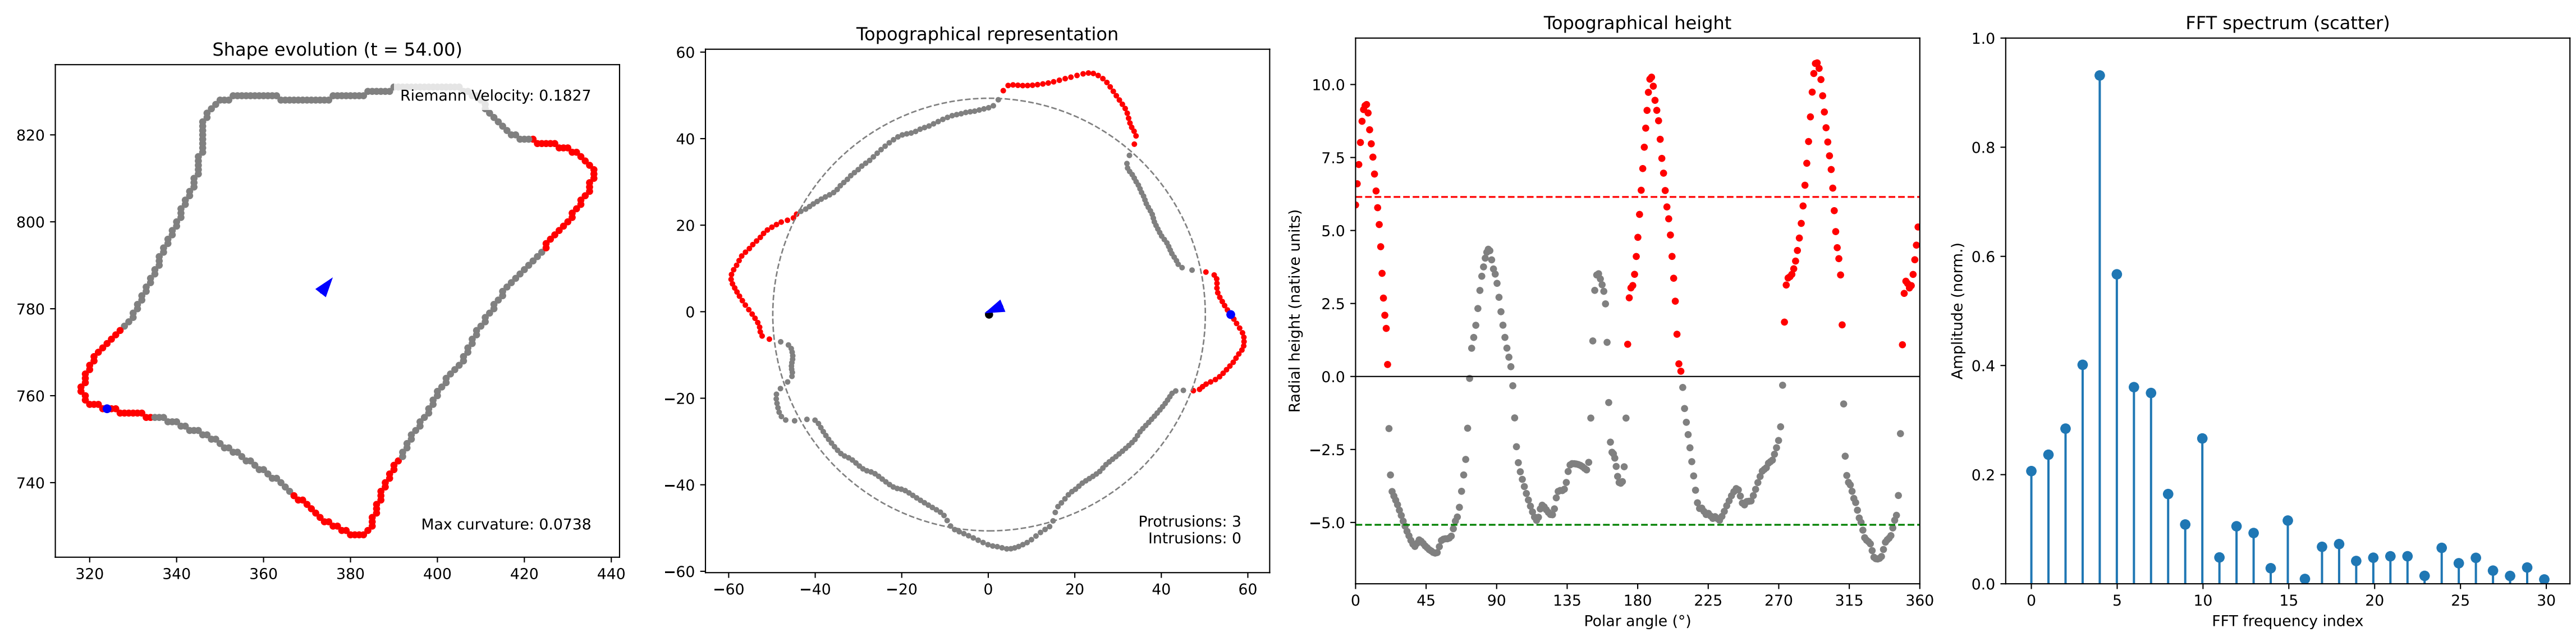 Shape evolution (t = 54.00)
Riemann Velocity: 0.1827
Max curvature: 0.0738
820
800
780
760
740
320 340 360 380 400 420 440
Topographical representation
60
40
20
0
−20
−40
−60
Protrusions: 3
Intrusions: 0
−60 −40 −20 0 20 40 60
Topographical height
Radial height (native units)
10.0
7.5
5.0
2.5
0.0
−2.5
−5.0
0 45 90 135 180 225 270 315 360
Polar angle (°)
FFT spectrum (scatter)
Amplitude (norm.)
1.0
0.8
0.6
0.4
0.2
0.0
0 5 10 15 20 25 30
FFT frequency index